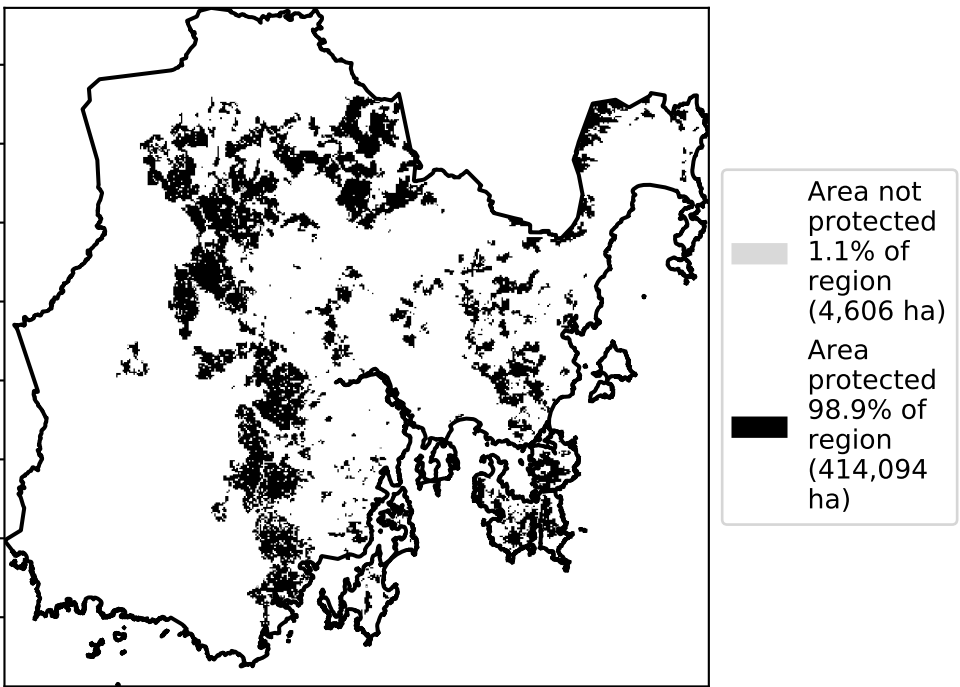 Area not
protected
1.1% of
region
(4,606 ha)
Area
protected
98.9% of
region
(414,094
ha)